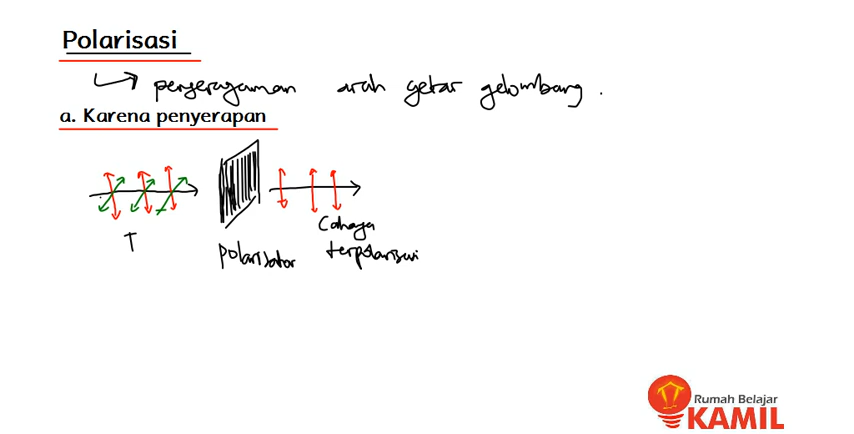 Polarisasi
penyeragaman arah getar gelombang.
a. Karena penyerapan
T
Polarisator
Cahaya
terpolarisasi
Rumah Belajar
KAMIL